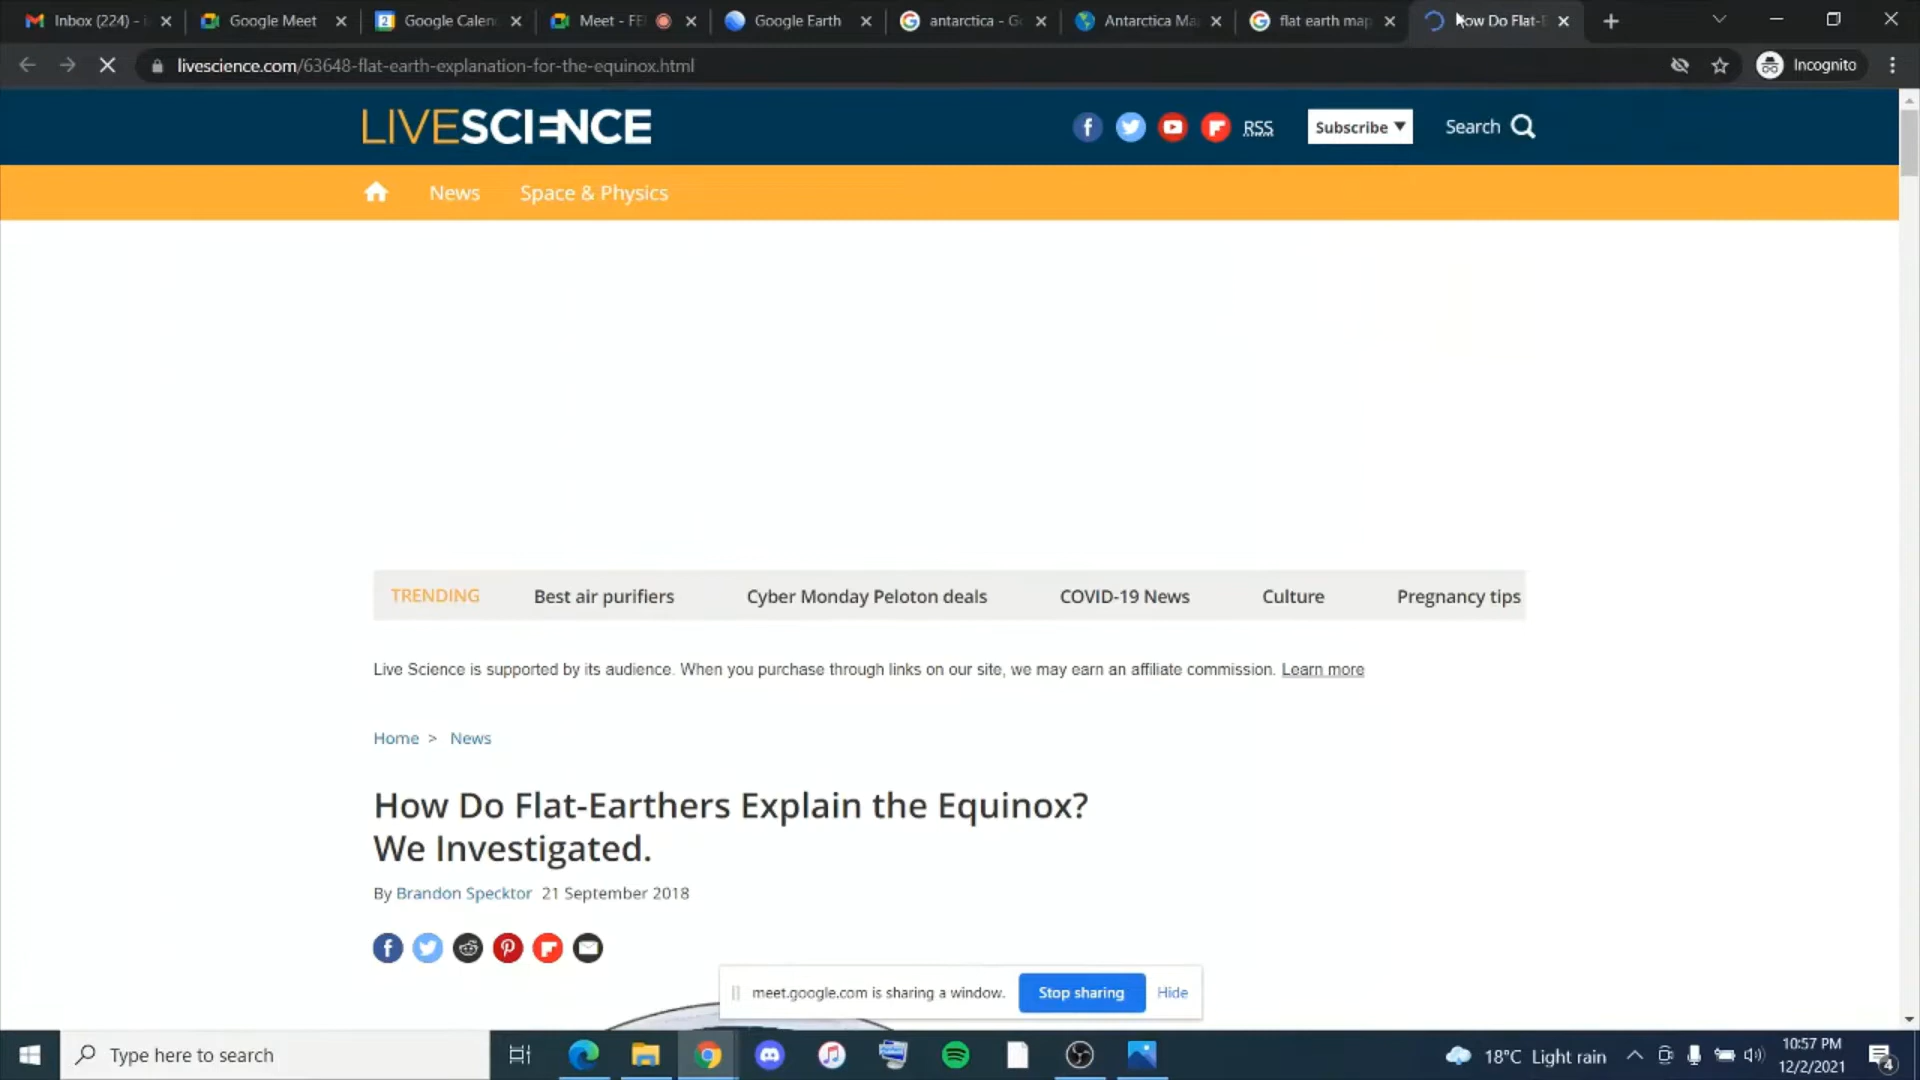 Inbox (224) -
Google Meet
Google Calen
Meet - FE
Google Earth
antarctica - G
Antarctica Ma
flat earth map
How Do Flat-E
livescience.com/63648-flat-earth-explanation-for-the-equinox.html
Incognito
LIVESCIENCE
RSS
Subscribe ▼
Search
News
Space & Physics
TRENDING
Best air purifiers
Cyber Monday Peloton deals
COVID-19 News
Culture
Pregnancy tips
Live Science is supported by its audience. When you purchase through links on our site, we may earn an affiliate commission. Learn more
Home > News
How Do Flat-Earthers Explain the Equinox?
We Investigated.
By Brandon Specktor 21 September 2018
meet.google.com is sharing a window.
Stop sharing
Hide
Type here to search
18°C Light rain
10:57 PM
12/2/2021
4